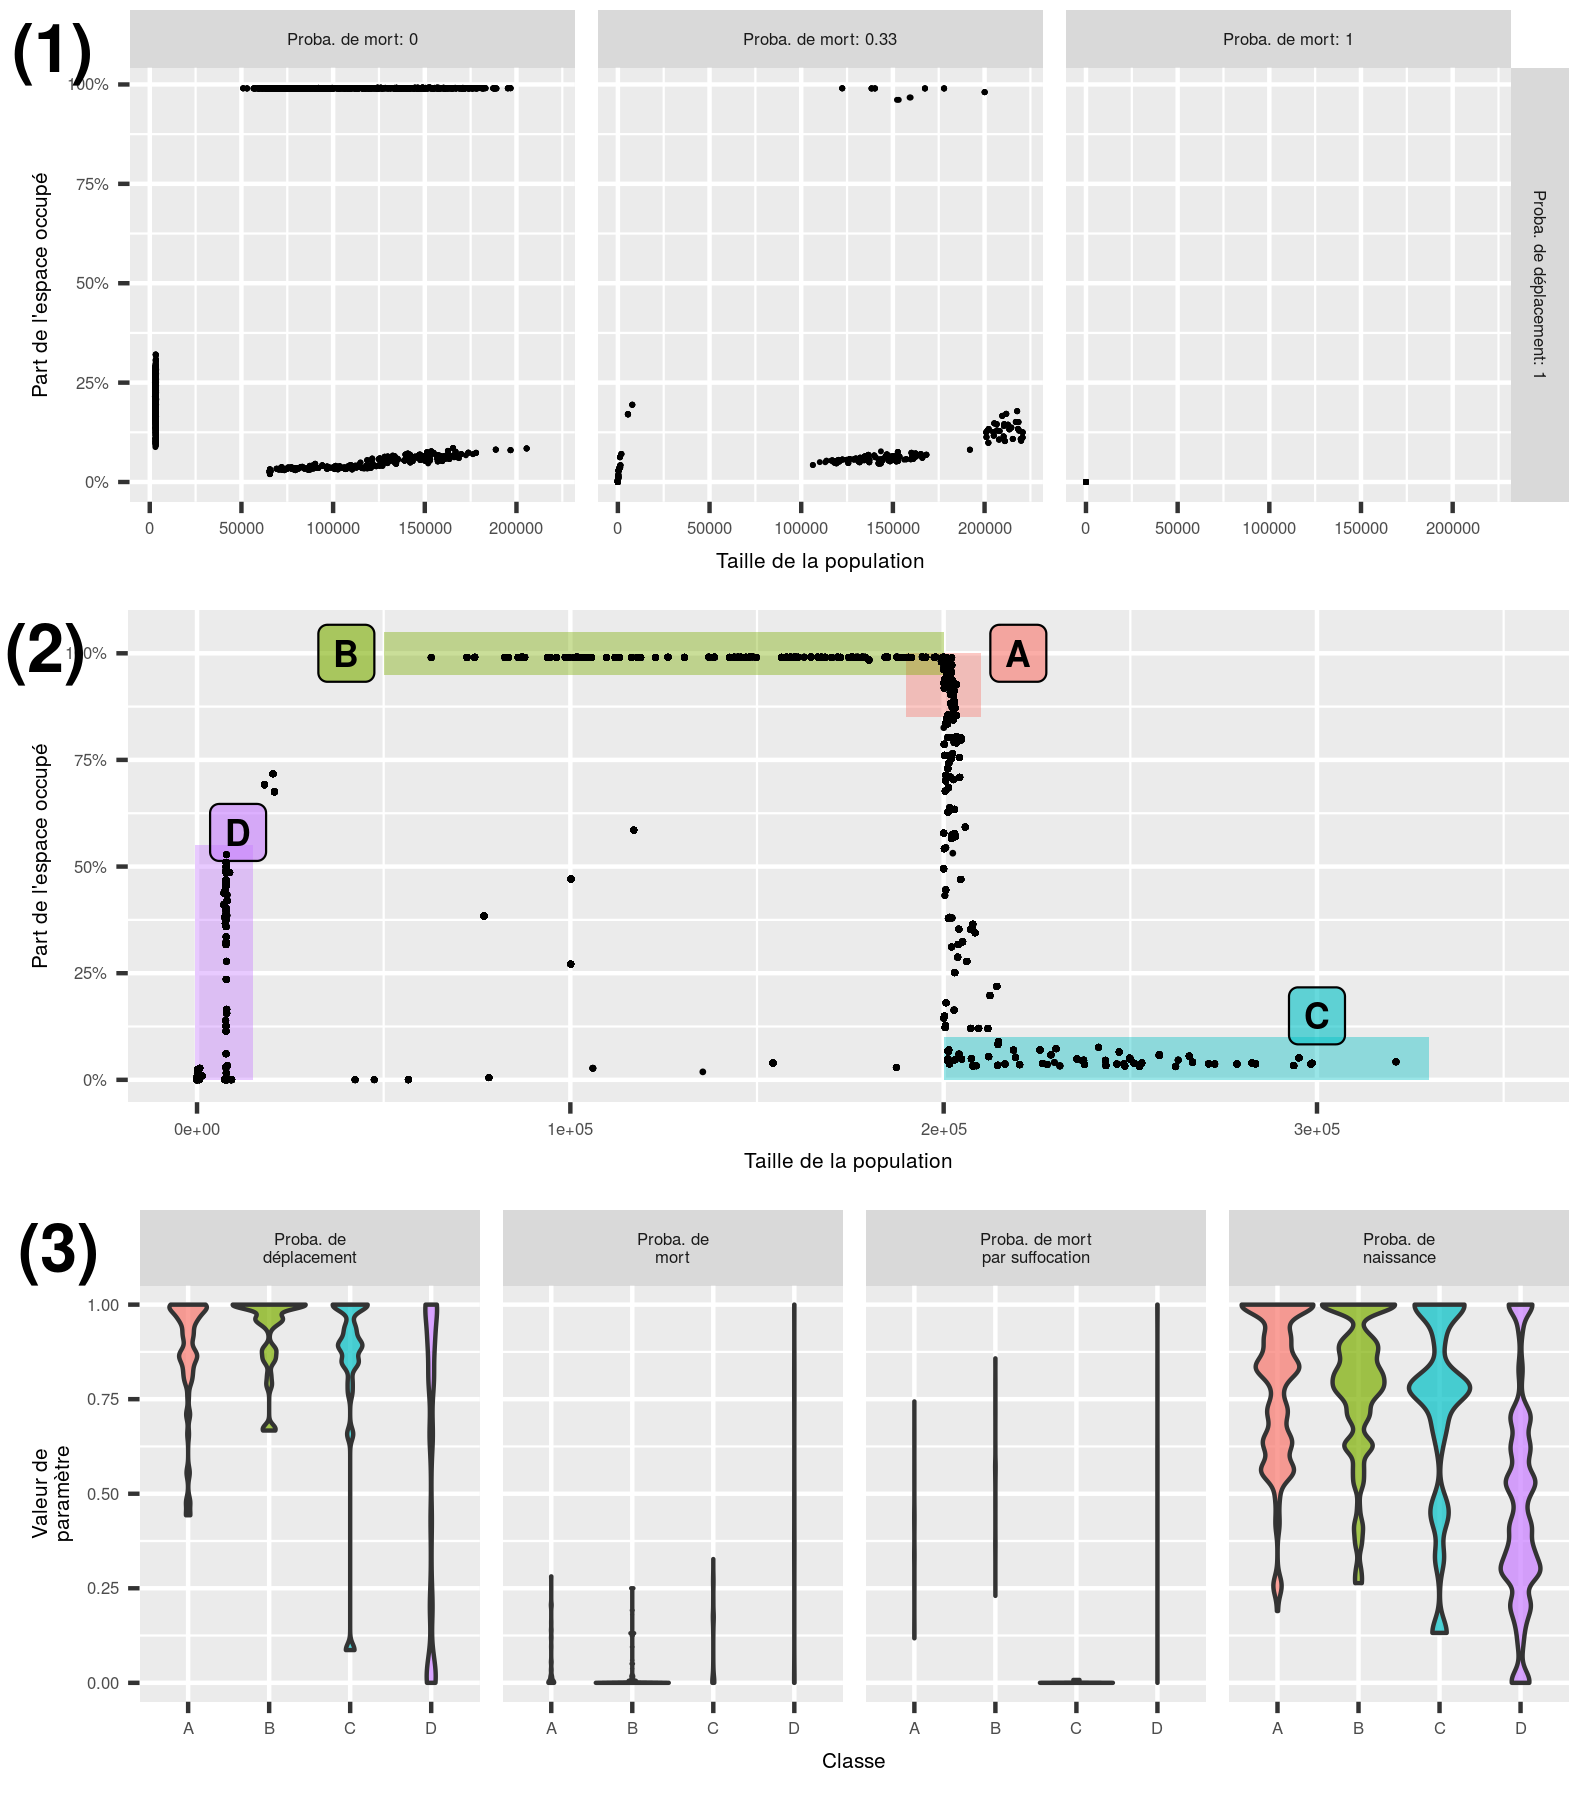 (1)
Proba. de mort: 0
Proba. de mort: 0.33
Proba. de mort: 1
100%
75%
50%
25%
0%
Part de l'espace occupé
Proba. de déplacement: 1
0 50000 100000 150000 200000
0 50000 100000 150000 200000
0 50000 100000 150000 200000
Taille de la population
(2)
B
A
D
C
100%
75%
50%
25%
0%
Part de l'espace occupé
0e+00 1e+05 2e+05 3e+05
Taille de la population
(3)
Proba. de
déplacement
Proba. de
mort
Proba. de mort
par suffocation
Proba. de
naissance
1.00
0.75
0.50
0.25
0.00
Valeur de
paramètre
A B C D
A B C D
A B C D
A B C D
Classe